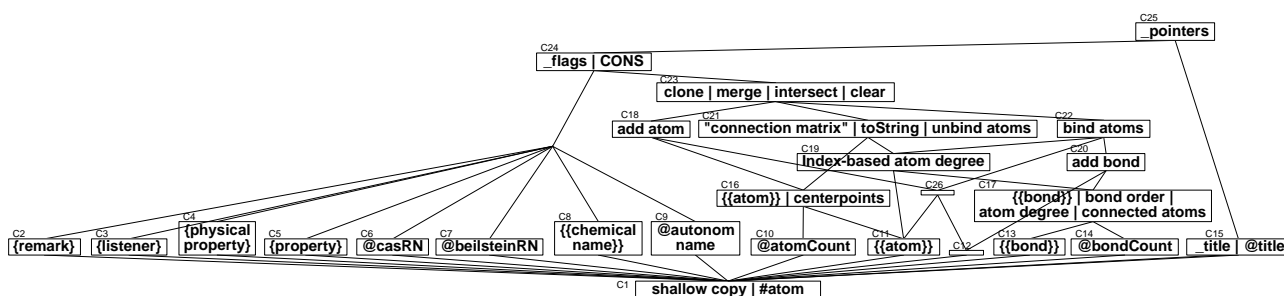 C25
_pointers
C24
_flags | CONS
C23
clone | merge | intersect | clear
C18
add atom
C21
"connection matrix" | toString | unbind atoms
C22
bind atoms
C19
Index-based atom degree
C20
add bond
C16
{{atom}} | centerpoints
C26
C17
{{bond}} | bond order |
atom degree | connected atoms
C2
{remark}
C3
{listener}
C4
{physical
property}
C5
{property}
C6
@casRN
C7
@beilsteinRN
C8
{{chemical
name}}
C9
@autonom
name
C10
@atomCount
C11
{{atom}}
C12
C13
{{bond}}
C14
@bondCount
C15
_title | @title
C1
shallow copy | #atom